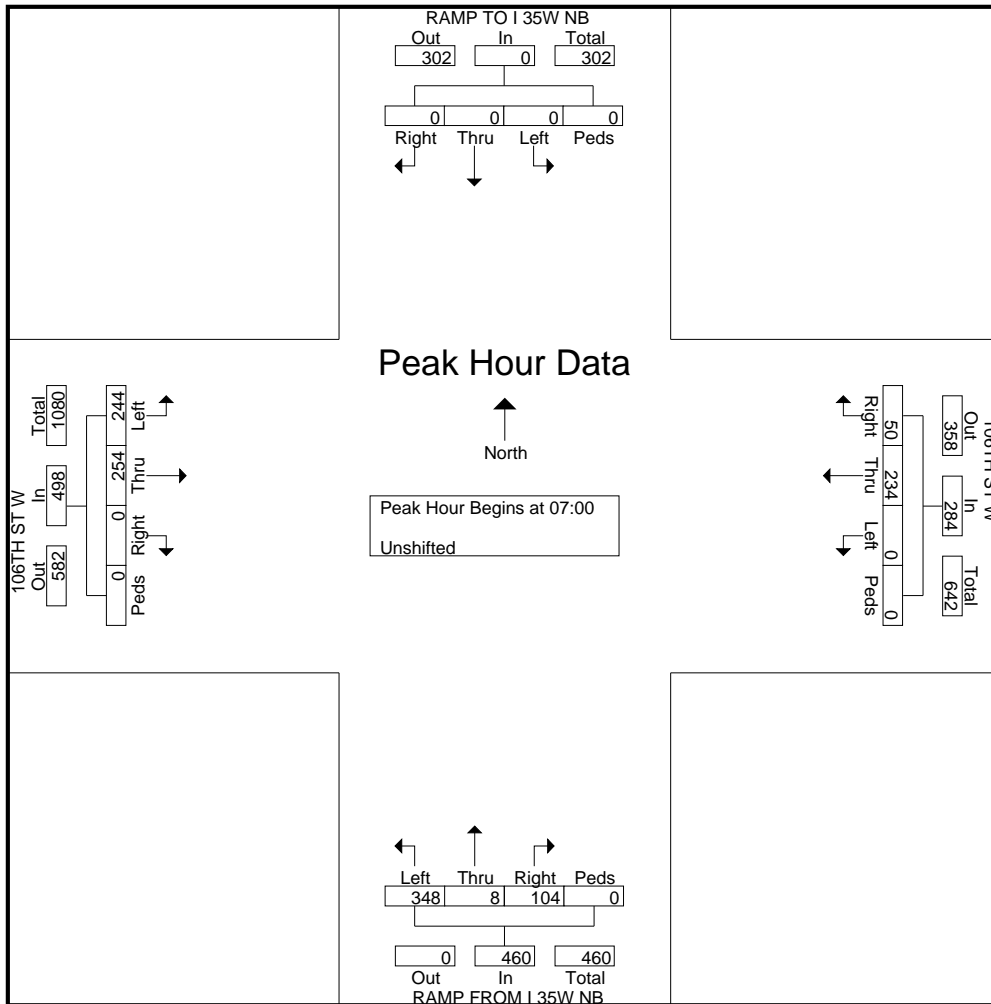 RAMP TO I 35W NB
Out In Total
302 0 302
0 0 0 0
Right Thru Left Peds
Peak Hour Data
North
Peak Hour Begins at 07:00
Unshifted
106TH ST W
Out In Total
582 498 1080
244 254 0 0
Left Thru Right Peds
106TH ST W
Out In Total
358 284 642
50 234 0 0
Right Thru Left Peds
Left Thru Right Peds
348 8 104 0
0 460 460
Out In Total
RAMP FROM I 35W NB